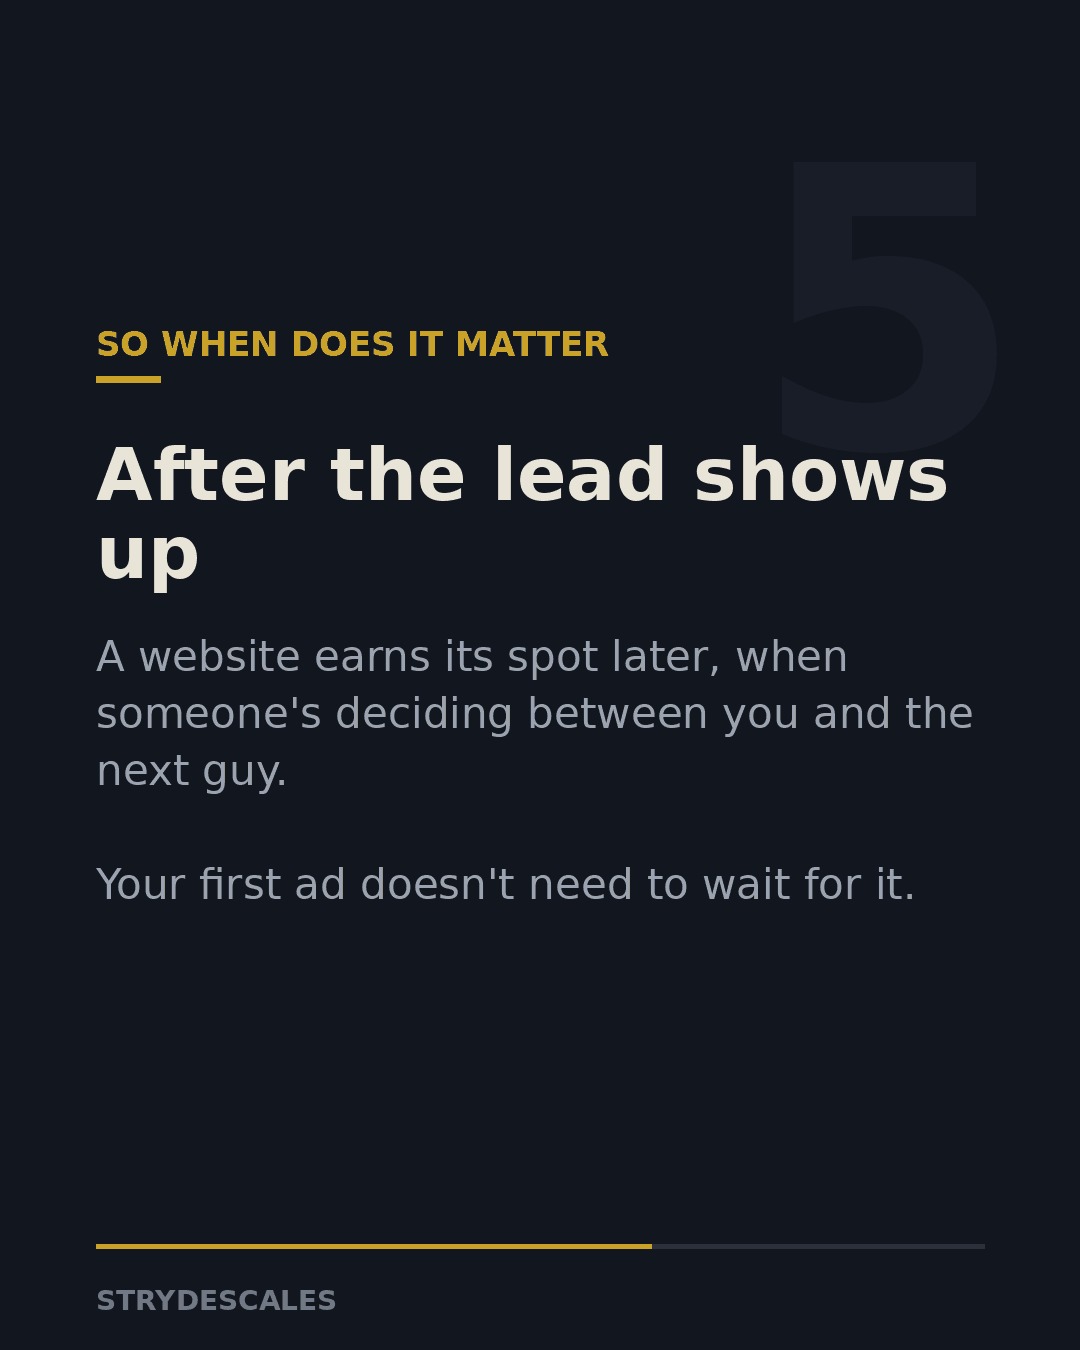 5
SO WHEN DOES IT MATTER
After the lead shows
up
A website earns its spot later, when
someone's deciding between you and the
next guy.
Your first ad doesn't need to wait for it.
STRYDESCALES